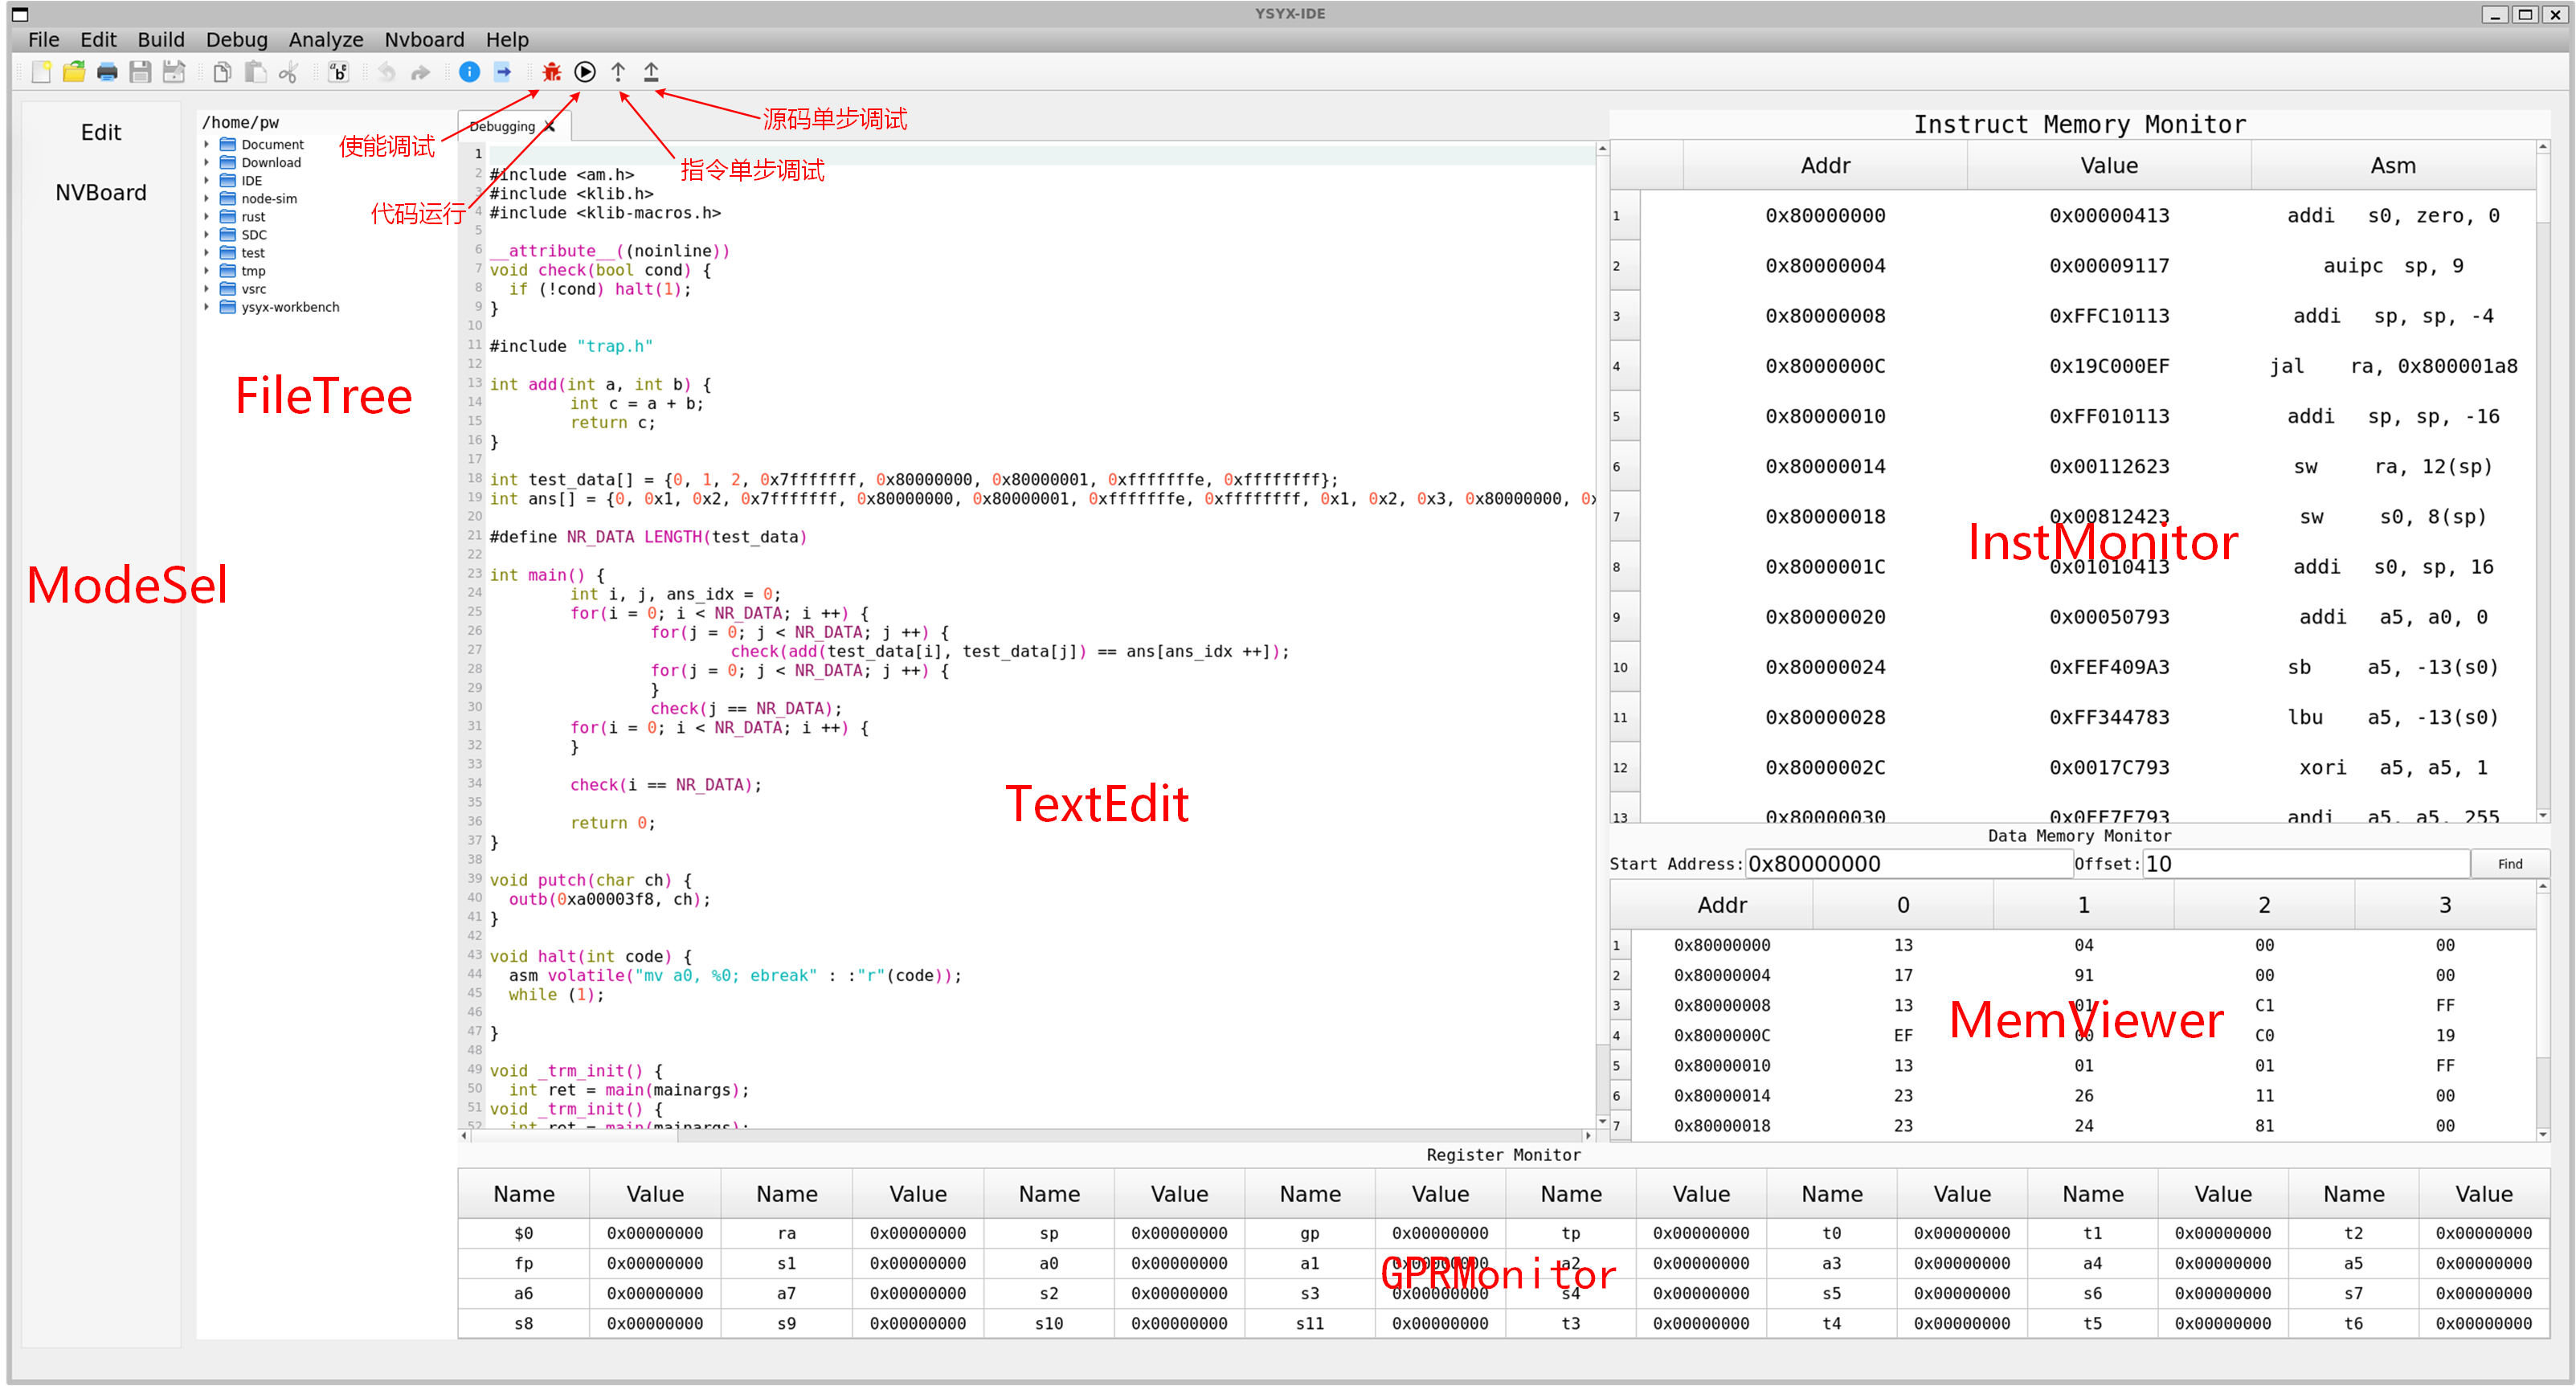 YSYX-IDE
File Edit Build Debug Analyze Nvboard Help
使能调试
代码运行
指令单步调试
源码单步调试
Edit
NVBoard
ModeSel
/home/pw
Document
Download
IDE
node-sim
rust
SDC
test
tmp
vsrc
ysyx-workbench
FileTree
Debugging
1
2 #include <am.h>
3 #include <klib.h>
4 #include <klib-macros.h>
5
6 __attribute__((noinline))
7 void check(bool cond) {
8   if (!cond) halt(1);
9 }
10
11 #include "trap.h"
12
13 int add(int a, int b) {
14         int c = a + b;
15         return c;
16 }
17
18 int test_data[] = {0, 1, 2, 0x7fffffff, 0x80000000, 0x80000001, 0xfffffffe, 0xffffffff};
19 int ans[] = {0, 0x1, 0x2, 0x7fffffff, 0x80000000, 0x80000001, 0xfffffffe, 0xffffffff, 0x1, 0x2, 0x3, 0x80000000, 0x
20
21 #define NR_DATA LENGTH(test_data)
22
23 int main() {
24         int i, j, ans_idx = 0;
25         for(i = 0; i < NR_DATA; i ++) {
26                 for(j = 0; j < NR_DATA; j ++) {
27                         check(add(test_data[i], test_data[j]) == ans[ans_idx ++]);
28                 for(j = 0; j < NR_DATA; j ++) {
29                 }
30                 check(j == NR_DATA);
31         for(i = 0; i < NR_DATA; i ++) {
32         }
33
34         check(i == NR_DATA);
35
36         return 0;
37 }
38
39 void putch(char ch) {
40   outb(0xa00003f8, ch);
41 }
42
43 void halt(int code) {
44   asm volatile("mv a0, %0; ebreak" : :"r"(code));
45   while (1);
46
47 }
48
49 void _trm_init() {
50   int ret = main(mainargs);
51 void _trm_init() {
52   int ret = main(mainargs);
TextEdit
Instruct Memory Monitor
Addr Value Asm
1 0x80000000 0x00000413 addi s0, zero, 0
2 0x80000004 0x00009117 auipc sp, 9
3 0x80000008 0xFFC10113 addi sp, sp, -4
4 0x8000000C 0x19C000EF jal ra, 0x800001a8
5 0x80000010 0xFF010113 addi sp, sp, -16
6 0x80000014 0x00112623 sw ra, 12(sp)
7 0x80000018 0x00812423 sw s0, 8(sp)
8 0x8000001C 0x01010413 addi s0, sp, 16
9 0x80000020 0x00050793 addi a5, a0, 0
10 0x80000024 0xFEF409A3 sb a5, -13(s0)
11 0x80000028 0xFF344783 lbu a5, -13(s0)
12 0x8000002C 0x0017C793 xori a5, a5, 1
13 0x80000030 0x0FF7F793 andi a5, a5, 255
InstMonitor
Data Memory Monitor
Start Address: 0x80000000 Offset: 10 Find
Addr 0 1 2 3
1 0x80000000 13 04 00 00
2 0x80000004 17 91 00 00
3 0x80000008 13 01 C1 FF
4 0x8000000C EF 00 C0 19
5 0x80000010 13 01 01 FF
6 0x80000014 23 26 11 00
7 0x80000018 23 24 81 00
MemViewer
Register Monitor
Name Value Name Value Name Value Name Value Name Value Name Value Name Value Name Value
$0 0x00000000 ra 0x00000000 sp 0x00000000 gp 0x00000000 tp 0x00000000 t0 0x00000000 t1 0x00000000 t2 0x00000000
fp 0x00000000 s1 0x00000000 a0 0x00000000 a1 0x00000000 a2 0x00000000 a3 0x00000000 a4 0x00000000 a5 0x00000000
a6 0x00000000 a7 0x00000000 s2 0x00000000 s3 0x00000000 s4 0x00000000 s5 0x00000000 s6 0x00000000 s7 0x00000000
s8 0x00000000 s9 0x00000000 s10 0x00000000 s11 0x00000000 t3 0x00000000 t4 0x00000000 t5 0x00000000 t6 0x00000000
GPRMonitor